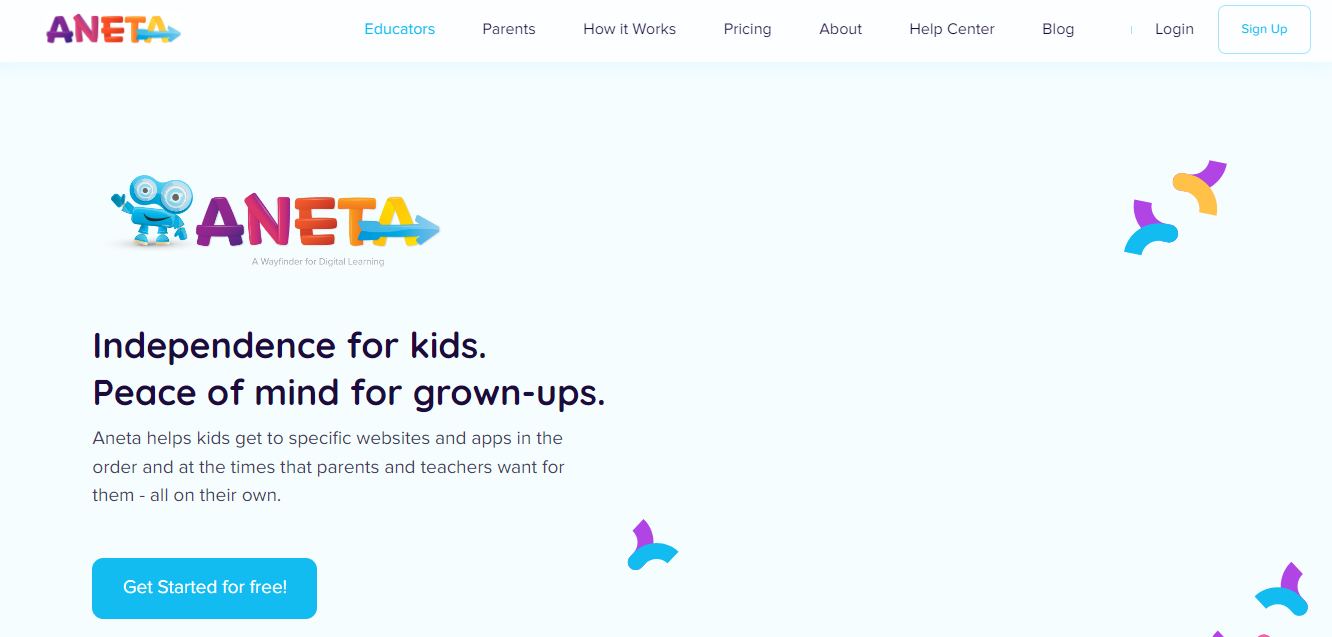 ANETA
Educators Parents How it Works Pricing About Help Center Blog Login Sign Up
ANETA
A Wayfinder for Digital Learning
Independence for kids.
Peace of mind for grown-ups.
Aneta helps kids get to specific websites and apps in the
order and at the times that parents and teachers want for
them - all on their own.
Get Started for free!